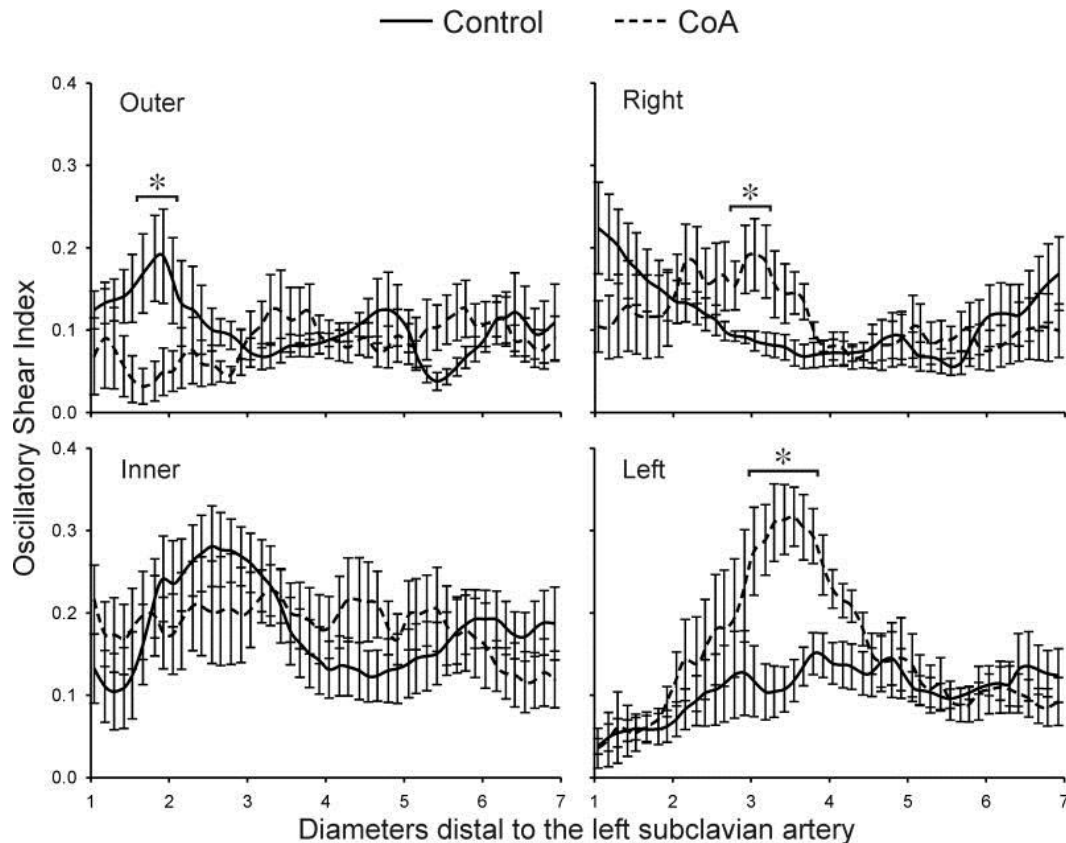 Control CoA
Oscillatory Shear Index
0.4
0.3
0.2
0.1
0.0
Outer
*
Right
*
0.4
0.3
0.2
0.1
0.0
Inner
Left
*
1 2 3 4 5 6 7
1 2 3 4 5 6 7
Diameters distal to the left subclavian artery